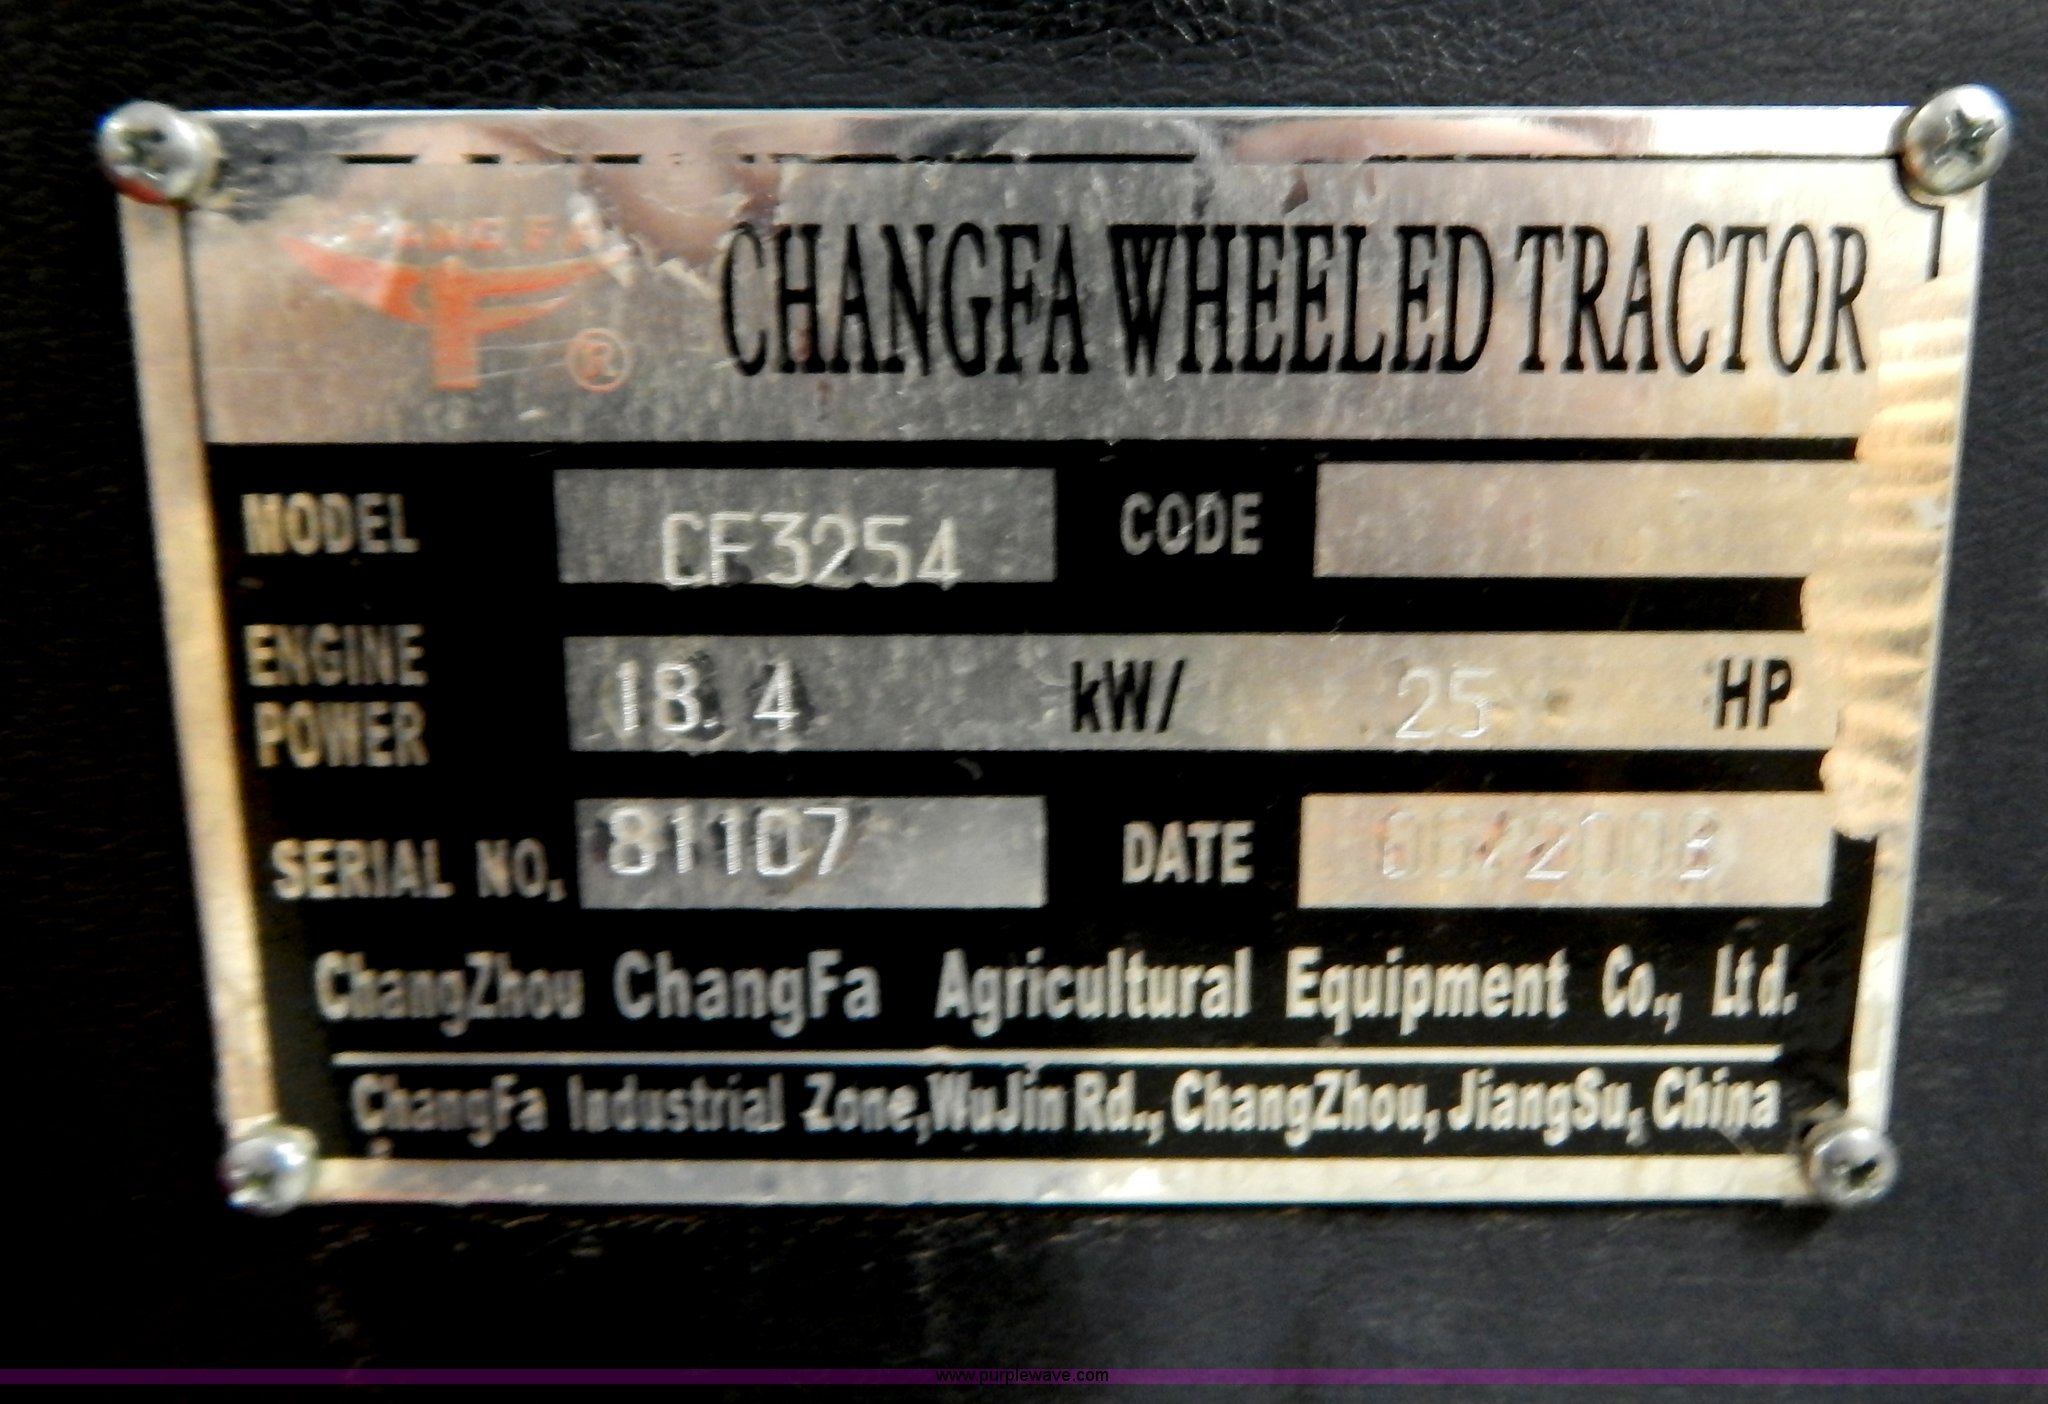 CHANGFA
®
CHANGFA WHEELED TRACTOR
MODEL CF3254 CODE
ENGINE POWER 18.4 kW/ 25 HP
SERIAL NO, 81107 DATE
ChangZhou ChangFa Agricultural Equipment Co., Ltd.
ChangFa Industrial Zone,WuJin Rd., ChangZhou, JiangSu, China
www.purplewave.com